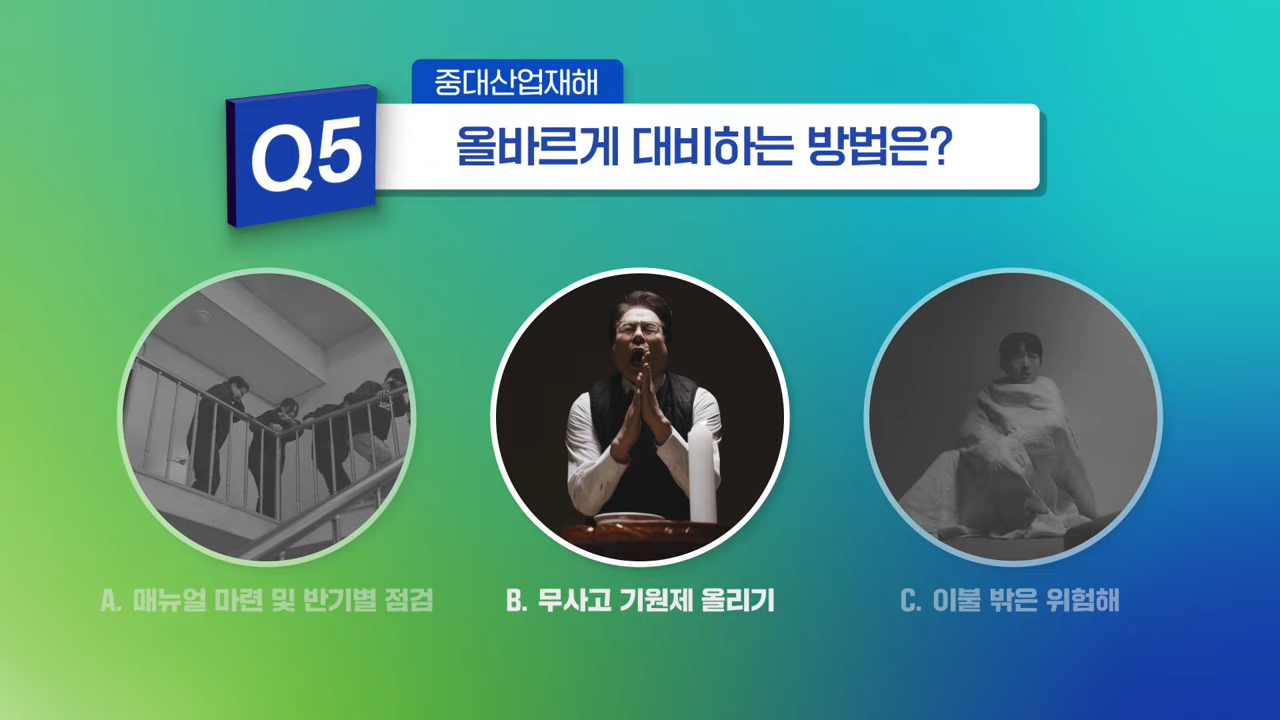 중대산업재해
Q5
올바르게 대비하는 방법은?
A. 매뉴얼 마련 및 반기별 점검
B. 무사고 기원제 올리기
C. 이불 밖은 위험해